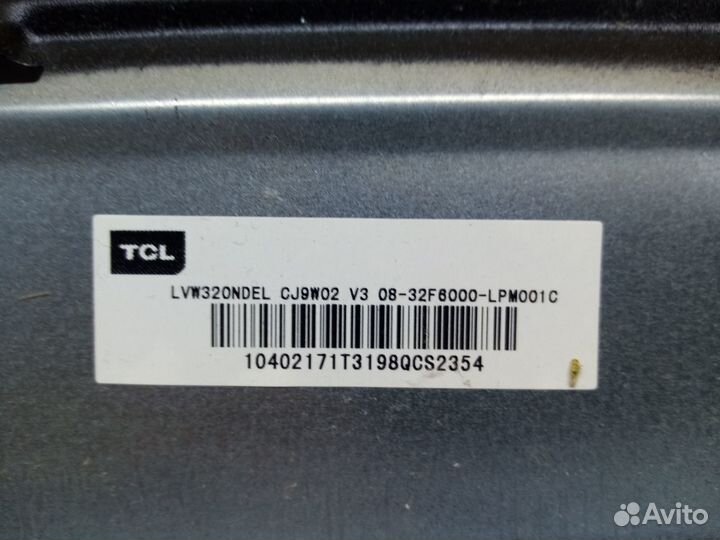 TCL
LVW320NDEL CJ9W02 V3 08-32F6000-LPM001C
10402171T3198QCS2354
Avito